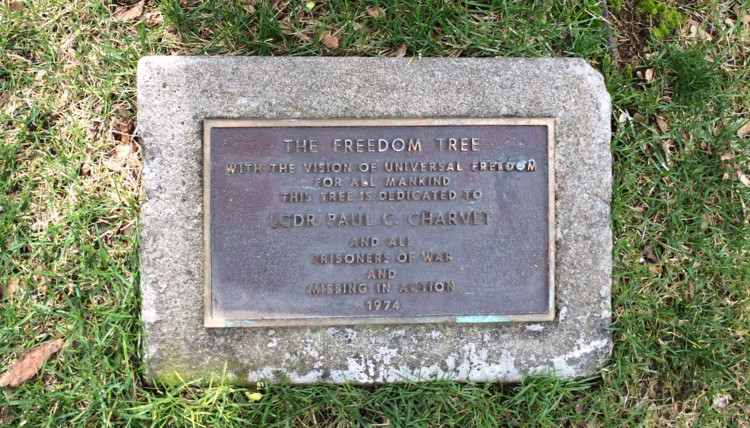 THE FREEDOM TREE
WITH THE VISION OF UNIVERSAL FREEDOM
FOR ALL MANKIND
THIS TREE IS DEDICATED TO
LCDR PAUL C. CHARVET
AND ALL
PRISONERS OF WAR
AND
MISSING IN ACTION
1974